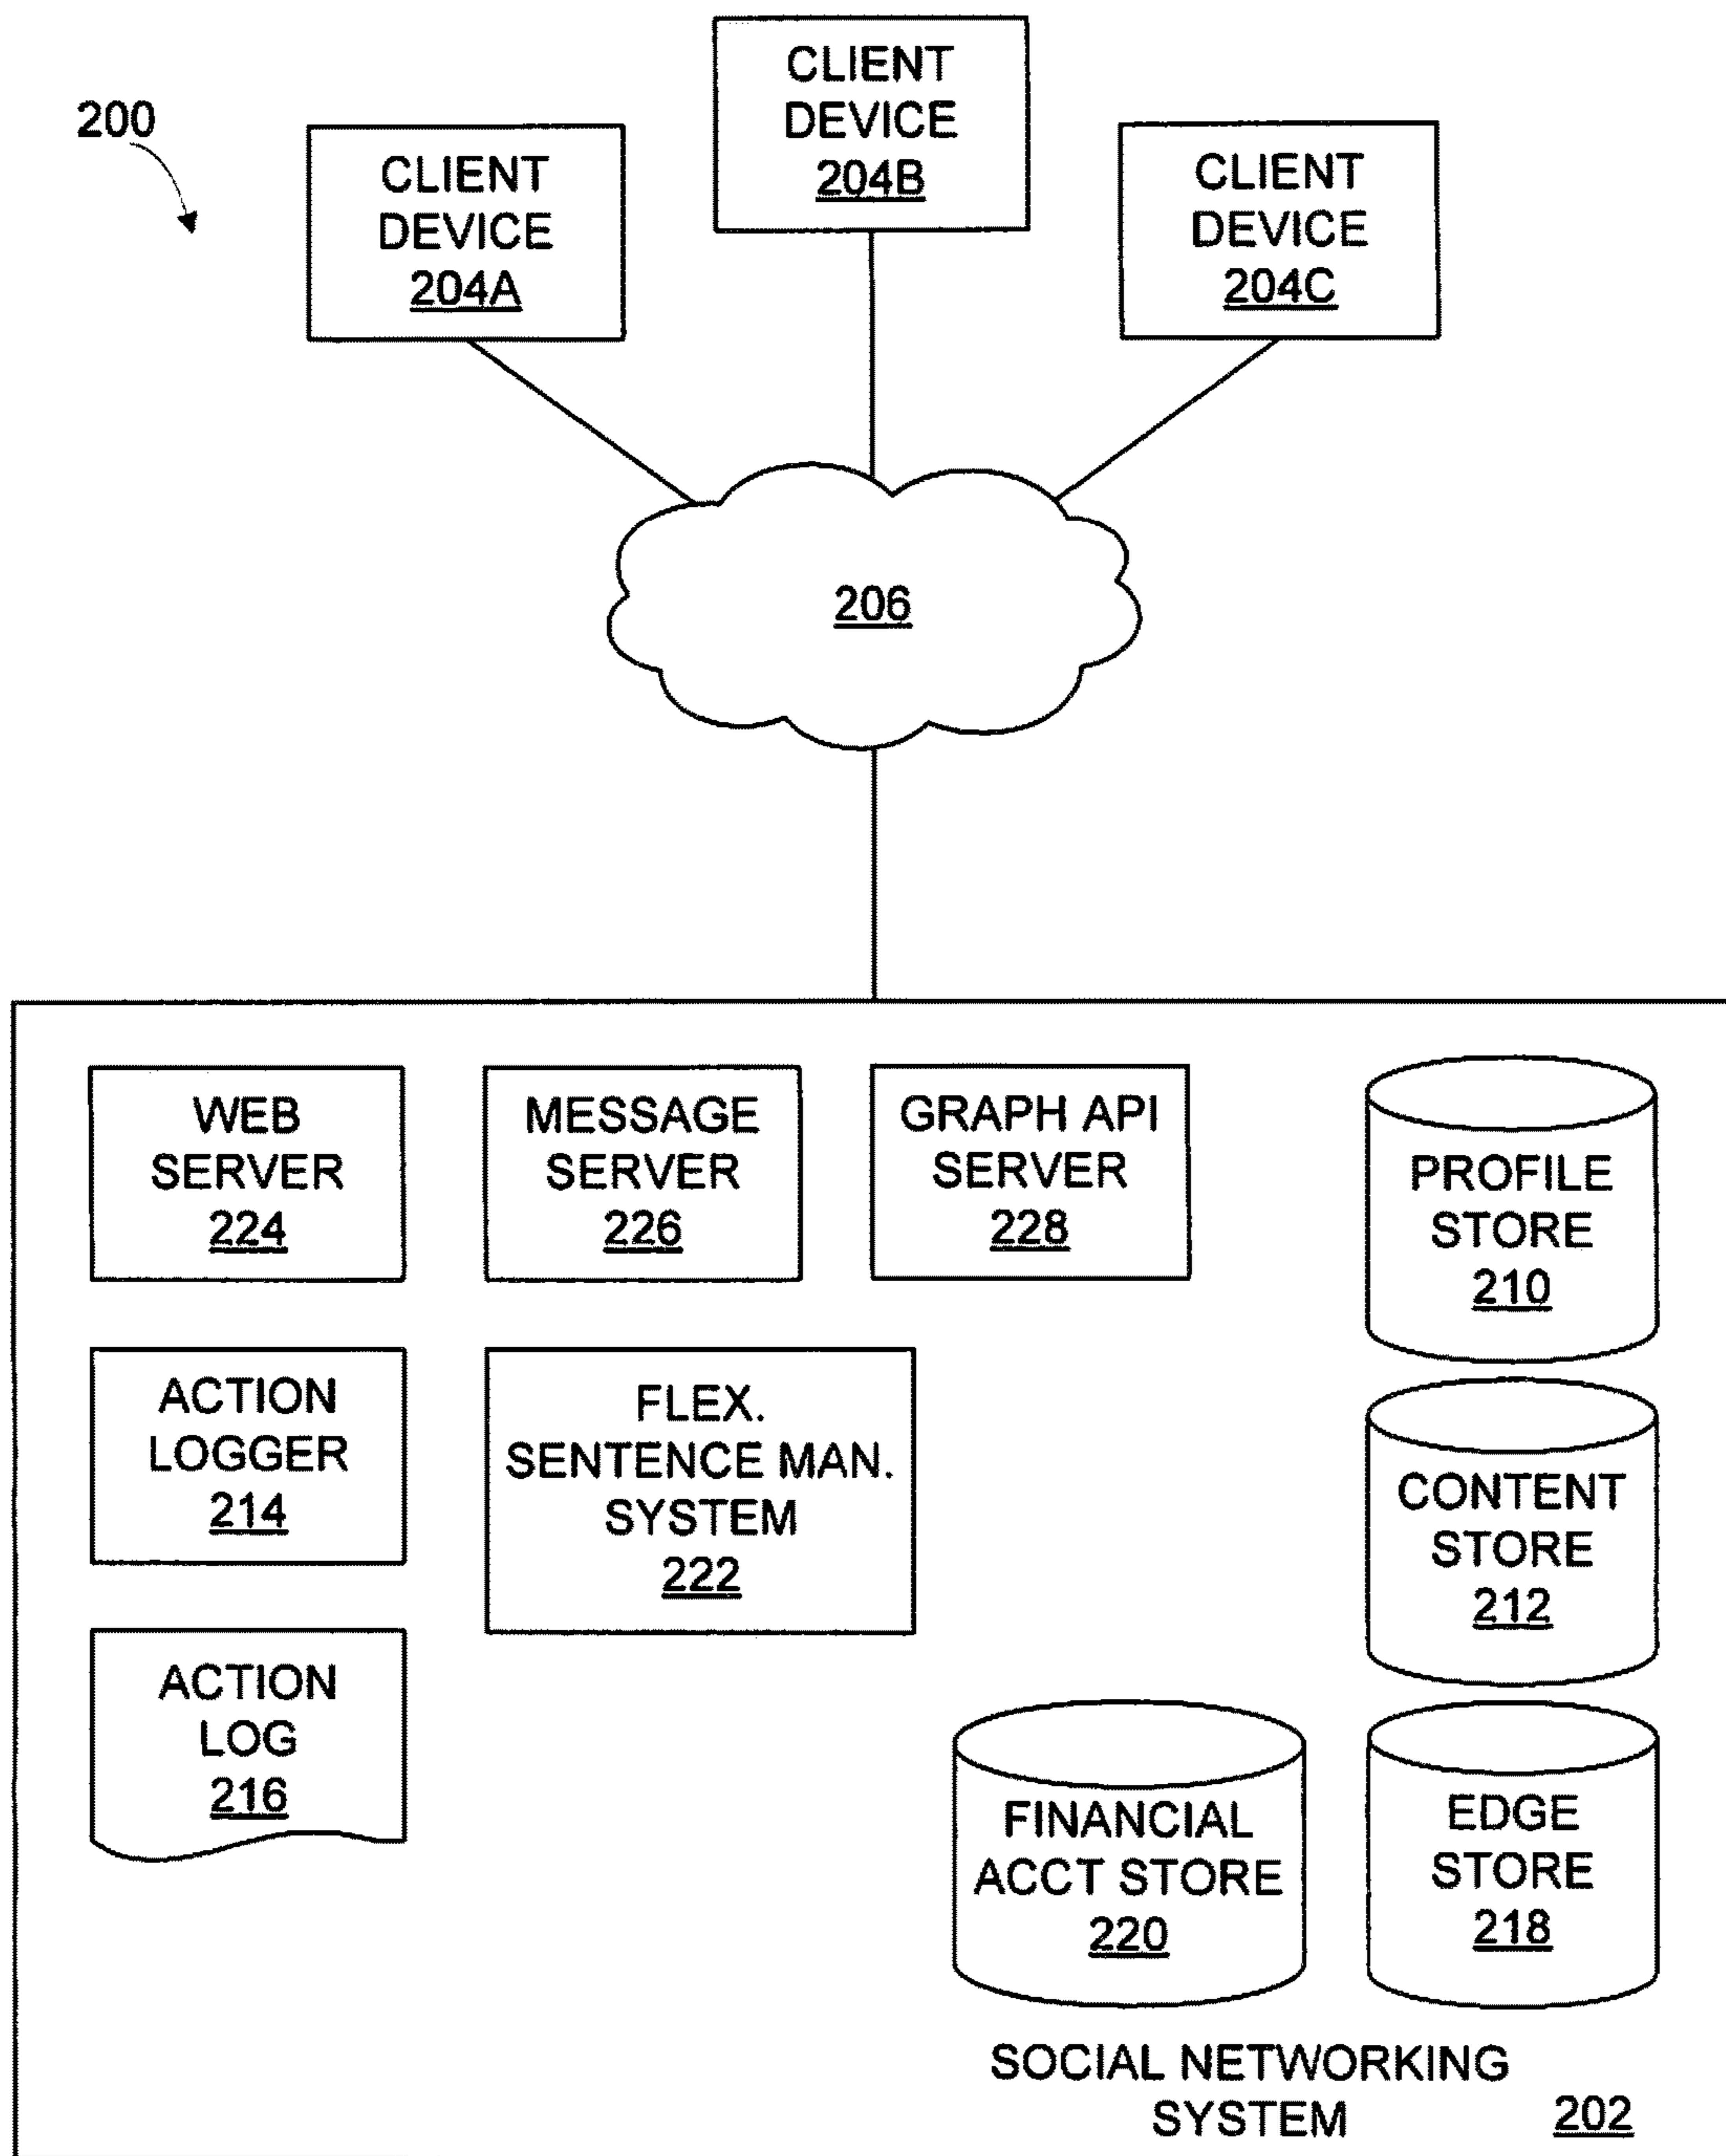 200
CLIENT
DEVICE
204A
CLIENT
DEVICE
204B
CLIENT
DEVICE
204C
206
WEB
SERVER
224
MESSAGE
SERVER
226
GRAPH API
SERVER
228
PROFILE
STORE
210
ACTION
LOGGER
214
FLEX.
SENTENCE MAN.
SYSTEM
222
CONTENT
STORE
212
ACTION
LOG
216
FINANCIAL
ACCT STORE
220
EDGE
STORE
218
SOCIAL NETWORKING
SYSTEM 202